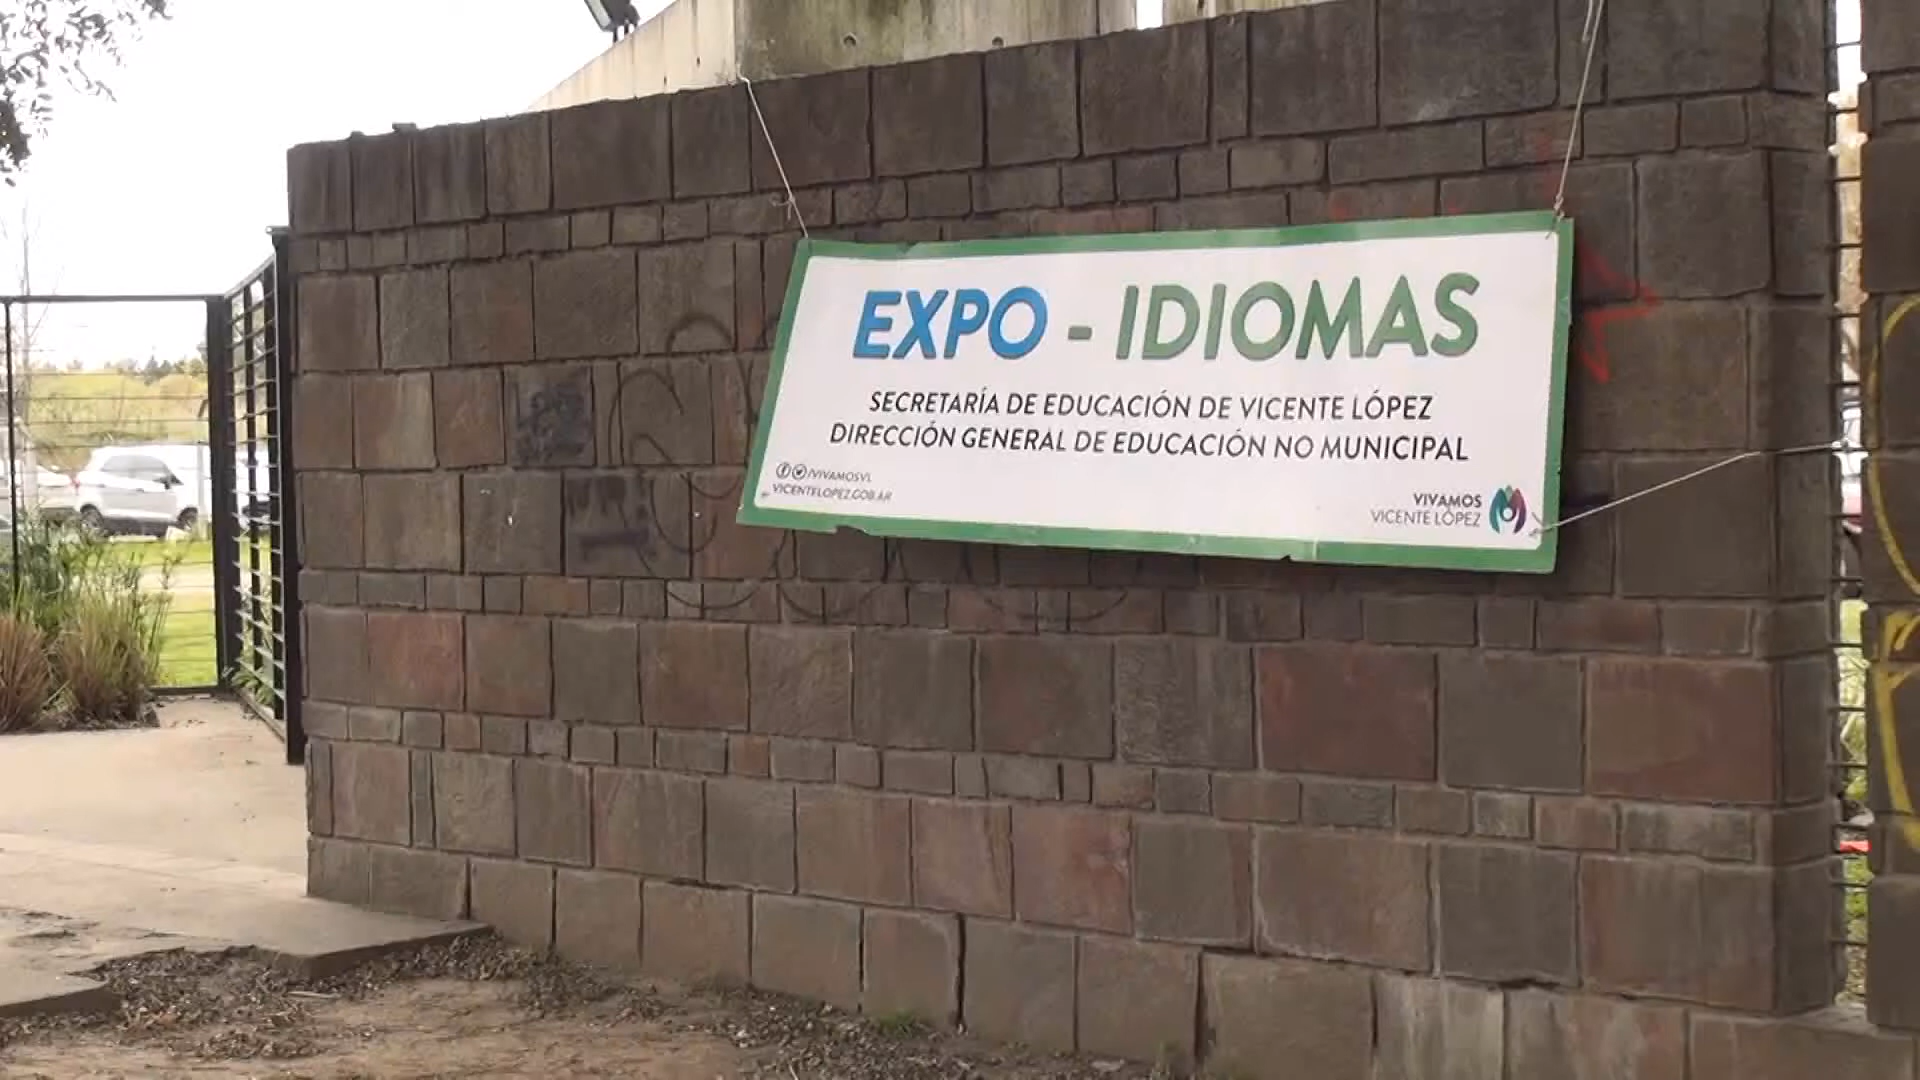 EXPO - IDIOMAS
SECRETARÍA DE EDUCACIÓN DE VICENTE LÓPEZ
DIRECCIÓN GENERAL DE EDUCACIÓN NO MUNICIPAL
/VIVAMOSVL
VICENTELOPEZ.GOB.AR
VIVAMOS
VICENTE LÓPEZ